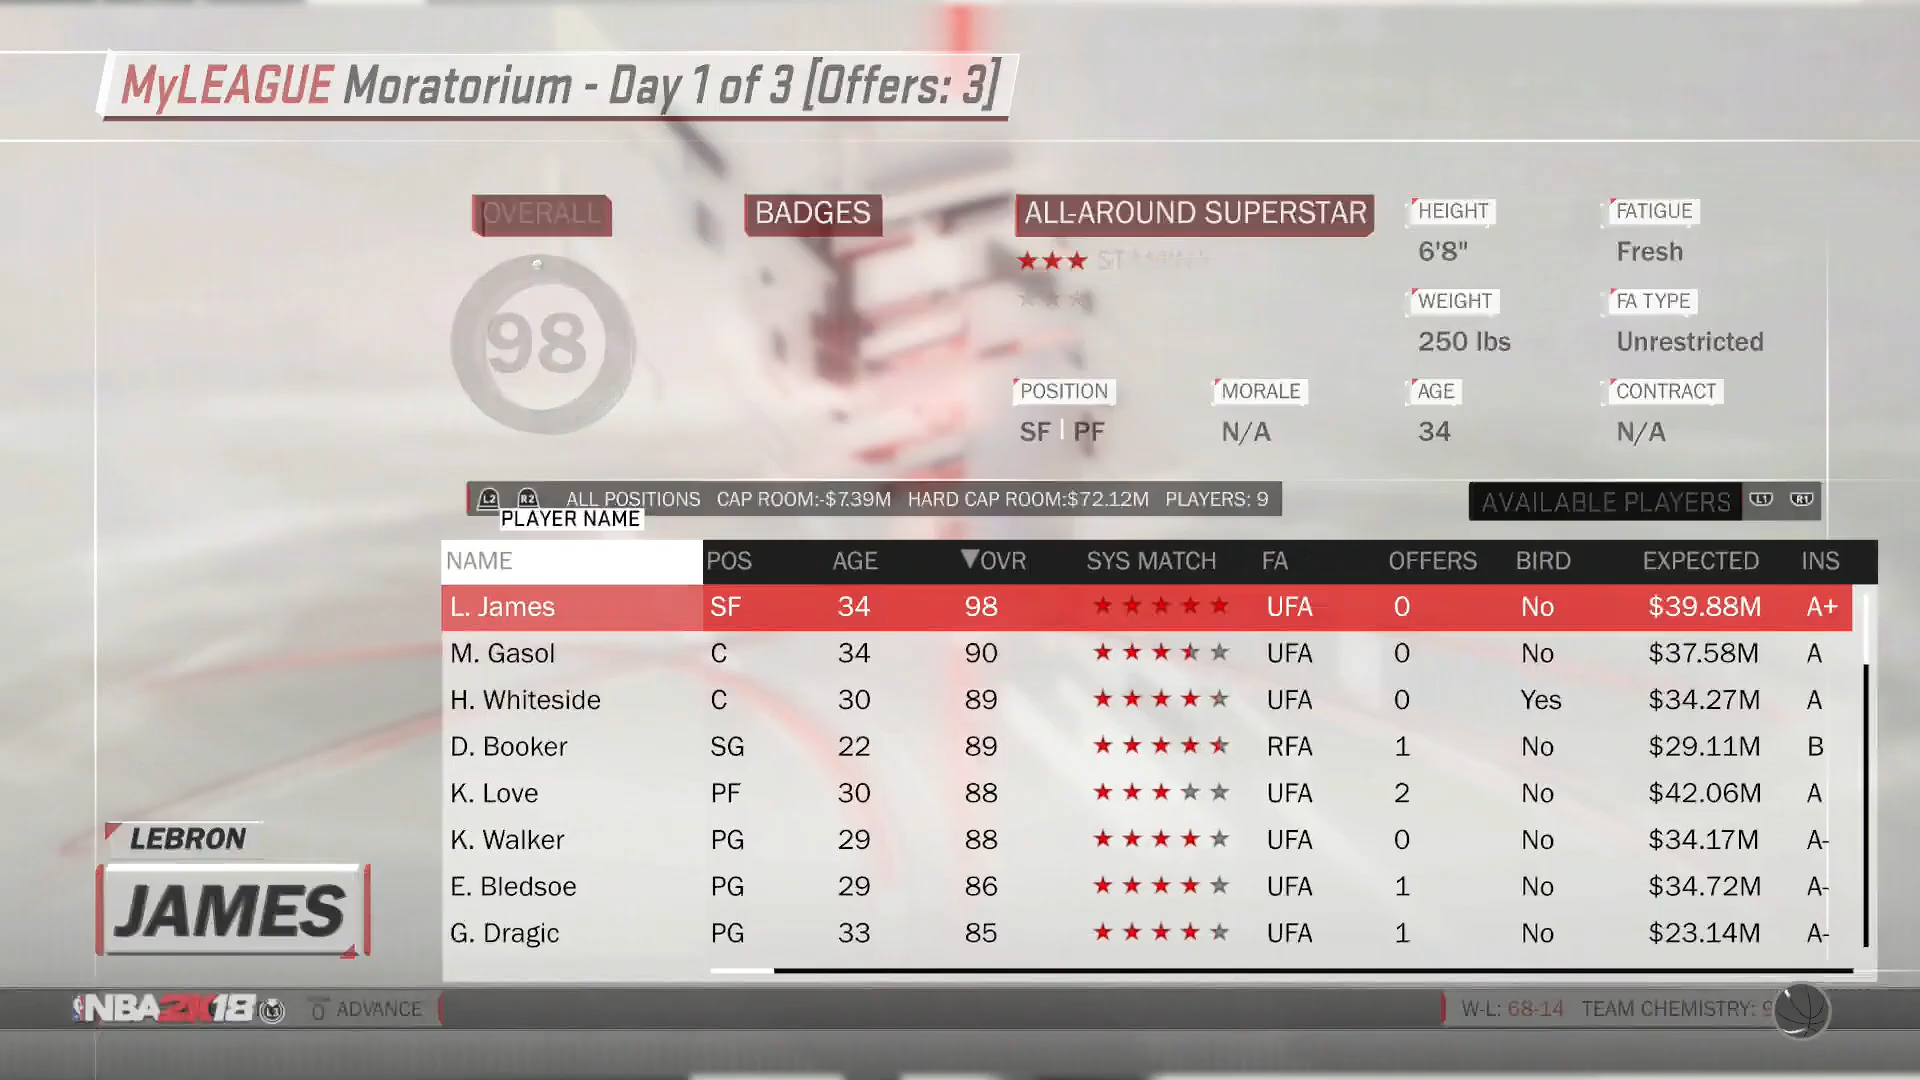 MyLEAGUE Moratorium - Day 1 of 3 [Offers: 3]
OVERALL
98
BADGES
ALL-AROUND SUPERSTAR
POSITION
SF | PF
MORALE
N/A
HEIGHT
6'8"
WEIGHT
250 lbs
AGE
34
FATIGUE
Fresh
FA TYPE
Unrestricted
CONTRACT
N/A
L2 R2 ALL POSITIONS CAP ROOM:-$7.39M HARD CAP ROOM:$72.12M PLAYERS: 9
AVAILABLE PLAYERS L1 R1
PLAYER NAME
NAME POS AGE OVR SYS MATCH FA OFFERS BIRD EXPECTED INS
L. James SF 34 98 UFA 0 No $39.88M A+
M. Gasol C 34 90 UFA 0 No $37.58M A
H. Whiteside C 30 89 UFA 0 Yes $34.27M A
D. Booker SG 22 89 RFA 1 No $29.11M B
K. Love PF 30 88 UFA 2 No $42.06M A
K. Walker PG 29 88 UFA 0 No $34.17M A-
E. Bledsoe PG 29 86 UFA 1 No $34.72M A-
G. Dragic PG 33 85 UFA 1 No $23.14M A-
LEBRON
JAMES
NBA 2K18 ADVANCE
W-L: 68-14 TEAM CHEMISTRY: